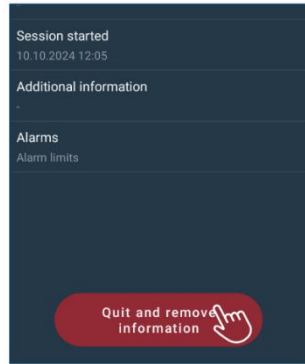 -
Session started
10.10.2024 12:05
Additional information
-
Alarms
Alarm limits
Quit and remove
information